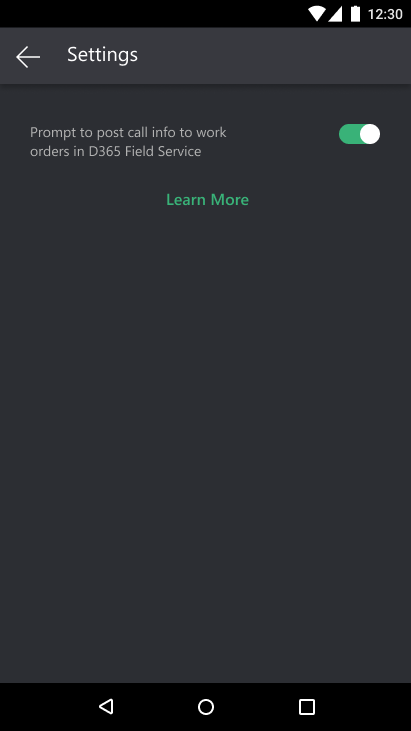 12:30
Settings
Prompt to post call info to work
orders in D365 Field Service
Learn More